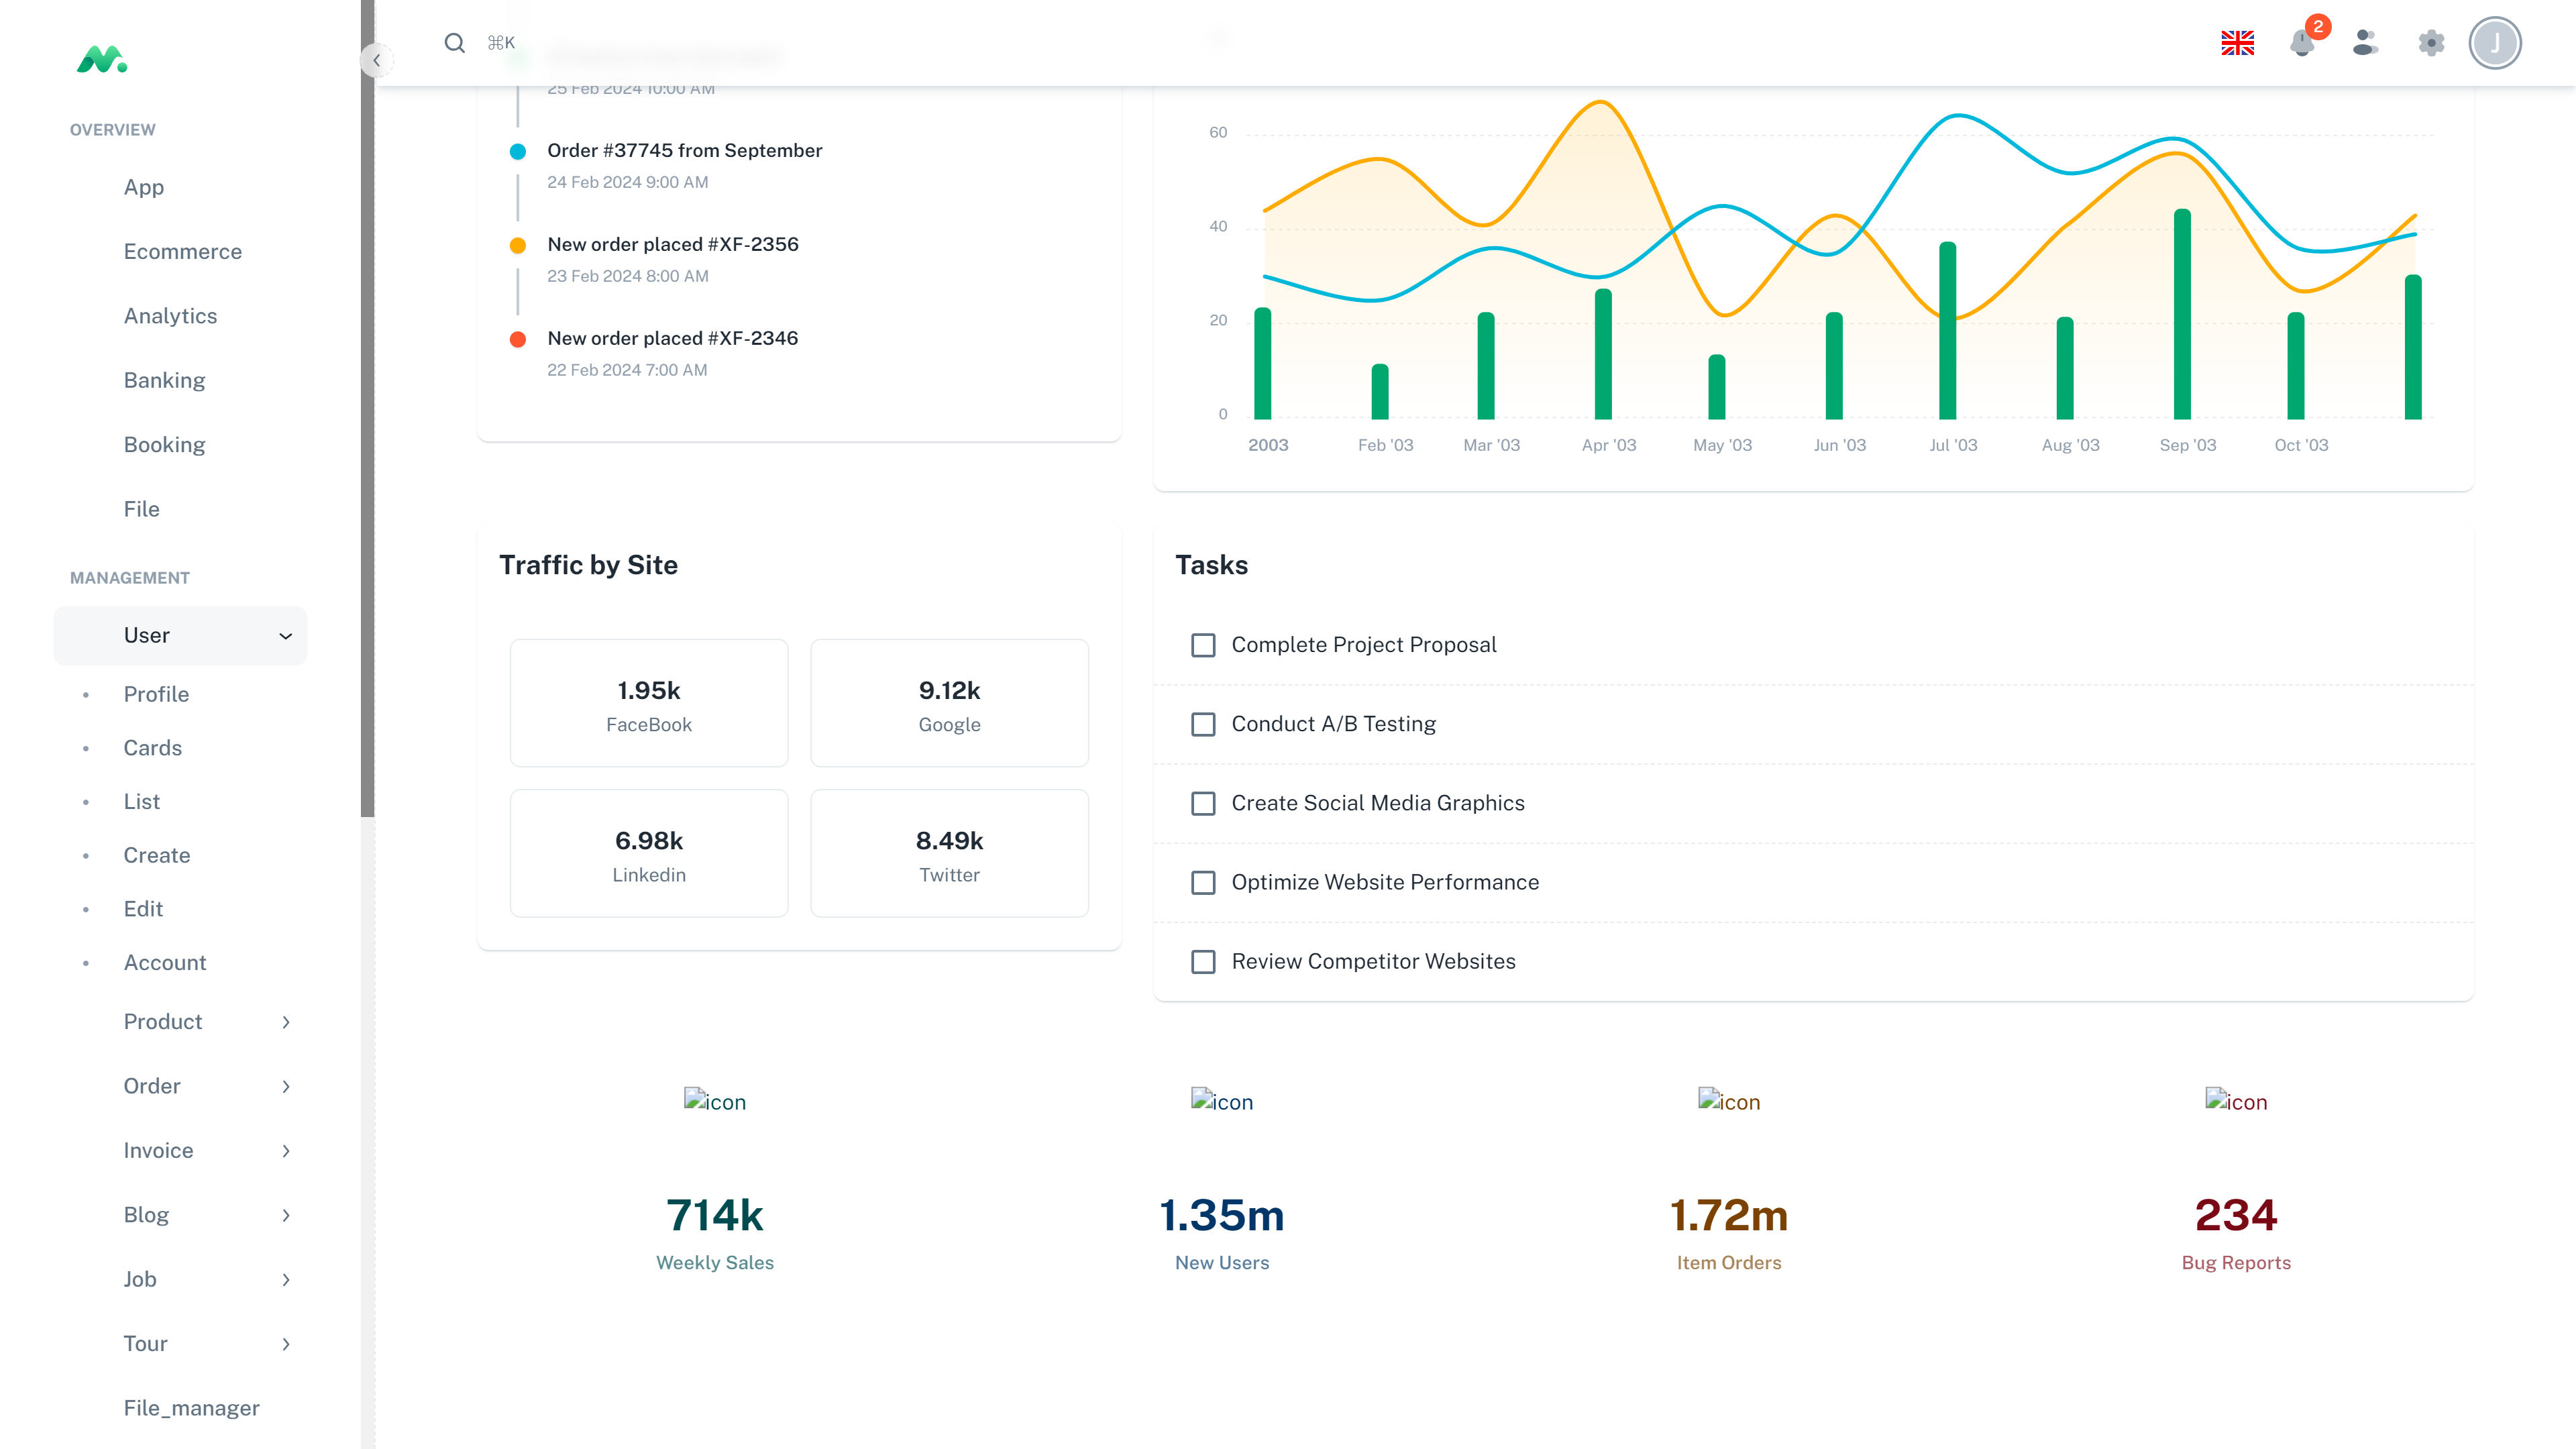 ⌘K
2
J
OVERVIEW
App
Ecommerce
Analytics
Banking
Booking
File
MANAGEMENT
User
Profile
Cards
List
Create
Edit
Account
Product
Order
Invoice
Blog
Job
Tour
File_manager
25 Feb 2024 10:00 AM
Order #37745 from September
24 Feb 2024 9:00 AM
New order placed #XF-2356
23 Feb 2024 8:00 AM
New order placed #XF-2346
22 Feb 2024 7:00 AM
60
40
20
0
2003 Feb '03 Mar '03 Apr '03 May '03 Jun '03 Jul '03 Aug '03 Sep '03 Oct '03
Traffic by Site
1.95k
FaceBook
9.12k
Google
6.98k
Linkedin
8.49k
Twitter
Tasks
Complete Project Proposal
Conduct A/B Testing
Create Social Media Graphics
Optimize Website Performance
Review Competitor Websites
icon
714k
Weekly Sales
icon
1.35m
New Users
icon
1.72m
Item Orders
icon
234
Bug Reports